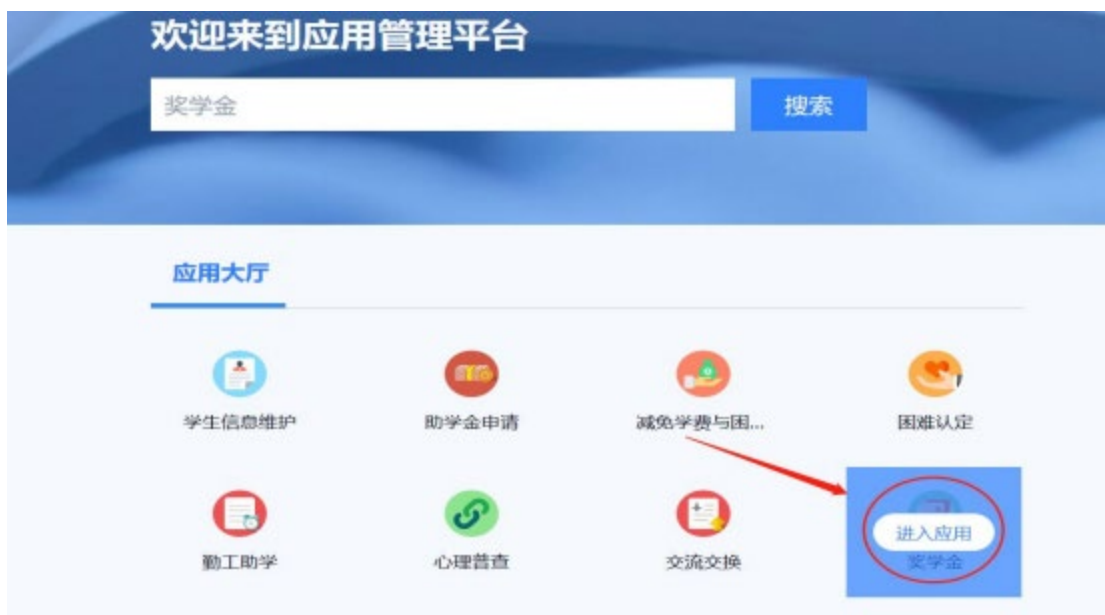 欢迎来到应用管理平台
奖学金
搜索
应用大厅
学生信息维护
助学金申请
减免学费与困...
困难认定
勤工助学
心理普查
交流交换
进入应用
奖学金